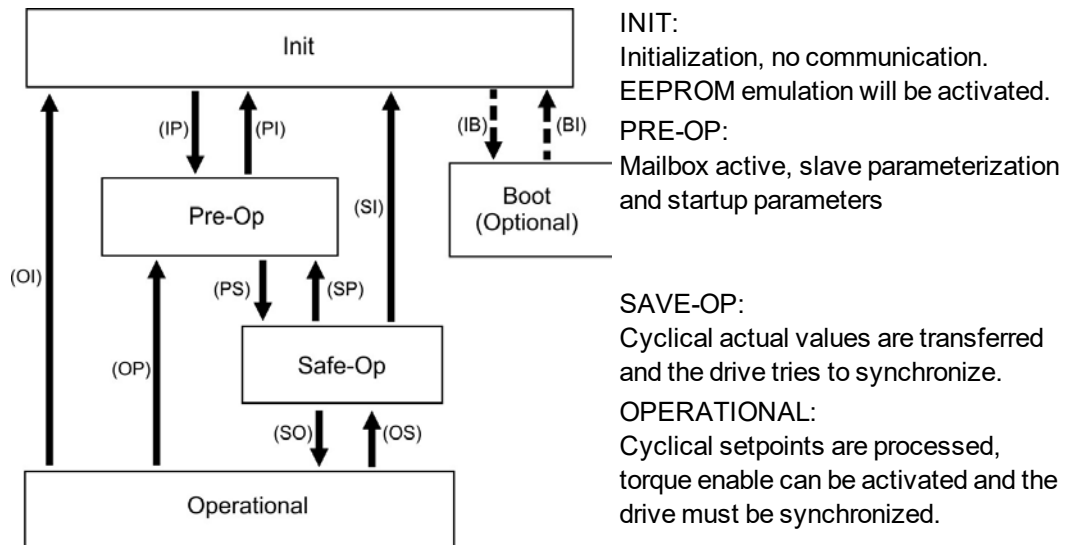 Init
(IP)
(PI)
(IB)
(BI)
Pre-Op
(SI)
Boot
(Optional)
(OI)
(PS)
(SP)
(OP)
Safe-Op
(SO)
(OS)
Operational
INIT:
Initialization, no communication.
EEPROM emulation will be activated.
PRE-OP:
Mailbox active, slave parameterization
and startup parameters
SAVE-OP:
Cyclical actual values are transferred
and the drive tries to synchronize.
OPERATIONAL:
Cyclical setpoints are processed,
torque enable can be activated and the
drive must be synchronized.